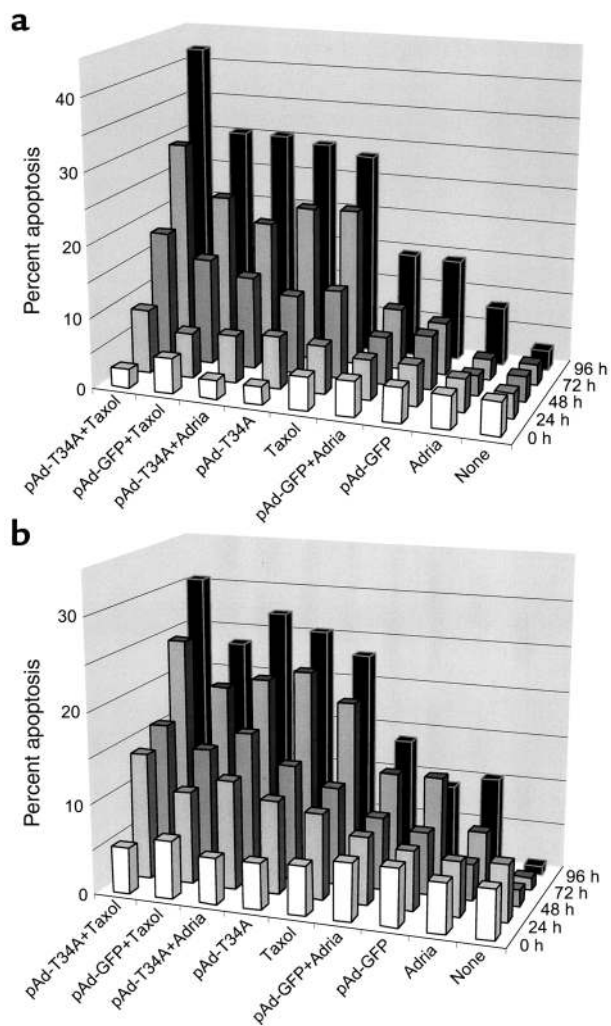 a
Percent apoptosis
40
30
20
10
0
pAd-T34A+Taxol
pAd-GFP+Taxol
pAd-T34A+Adria
pAd-T34A
Taxol
pAd-GFP+Adria
pAd-GFP
Adria
None
96 h
72 h
48 h
24 h
0 h
b
Percent apoptosis
30
20
10
0
pAd-T34A+Taxol
pAd-GFP+Taxol
pAd-T34A+Adria
pAd-T34A
Taxol
pAd-GFP+Adria
pAd-GFP
Adria
None
96 h
72 h
48 h
24 h
0 h